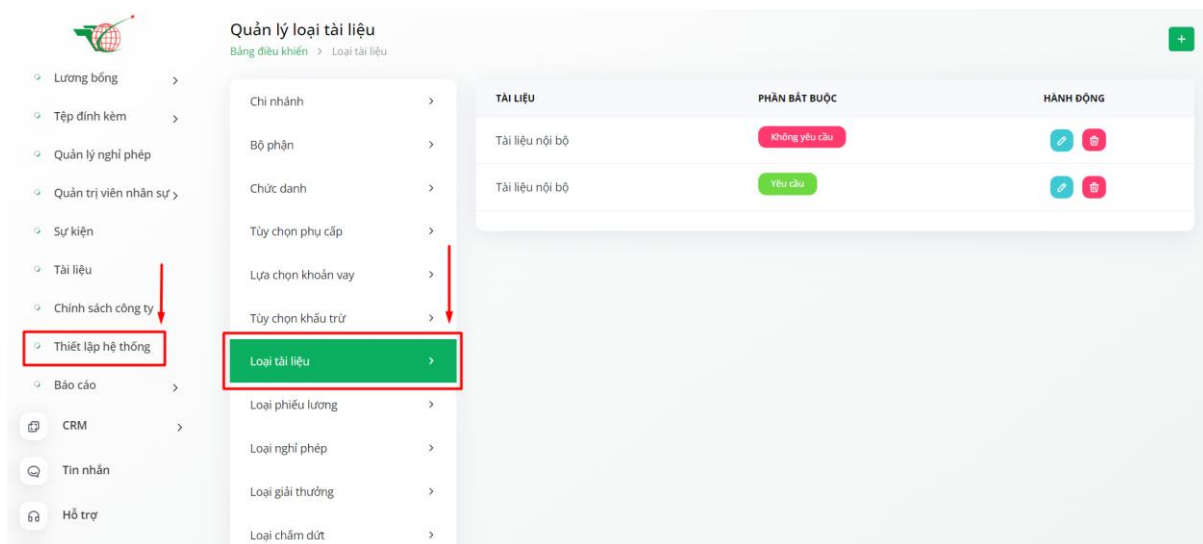 Quản lý loại tài liệu
Bảng điều khiển > Loại tài liệu
Lương bổng
Tệp đính kèm
Quản lý nghỉ phép
Quản trị viên nhân sự
Sự kiện
Tài liệu
Chính sách công ty
Thiết lập hệ thống
Báo cáo
CRM
Tin nhắn
Hỗ trợ
Chi nhánh
Bộ phận
Chức danh
Tùy chọn phụ cấp
Lựa chọn khoản vay
Tùy chọn khấu trừ
Loại tài liệu
Loại phiếu lương
Loại nghỉ phép
Loại giải thưởng
Loại chấm dứt
TÀI LIỆU PHẦN BẮT BUỘC HÀNH ĐỘNG
Tài liệu nội bộ Không yêu cầu
Tài liệu nội bộ Yêu cầu